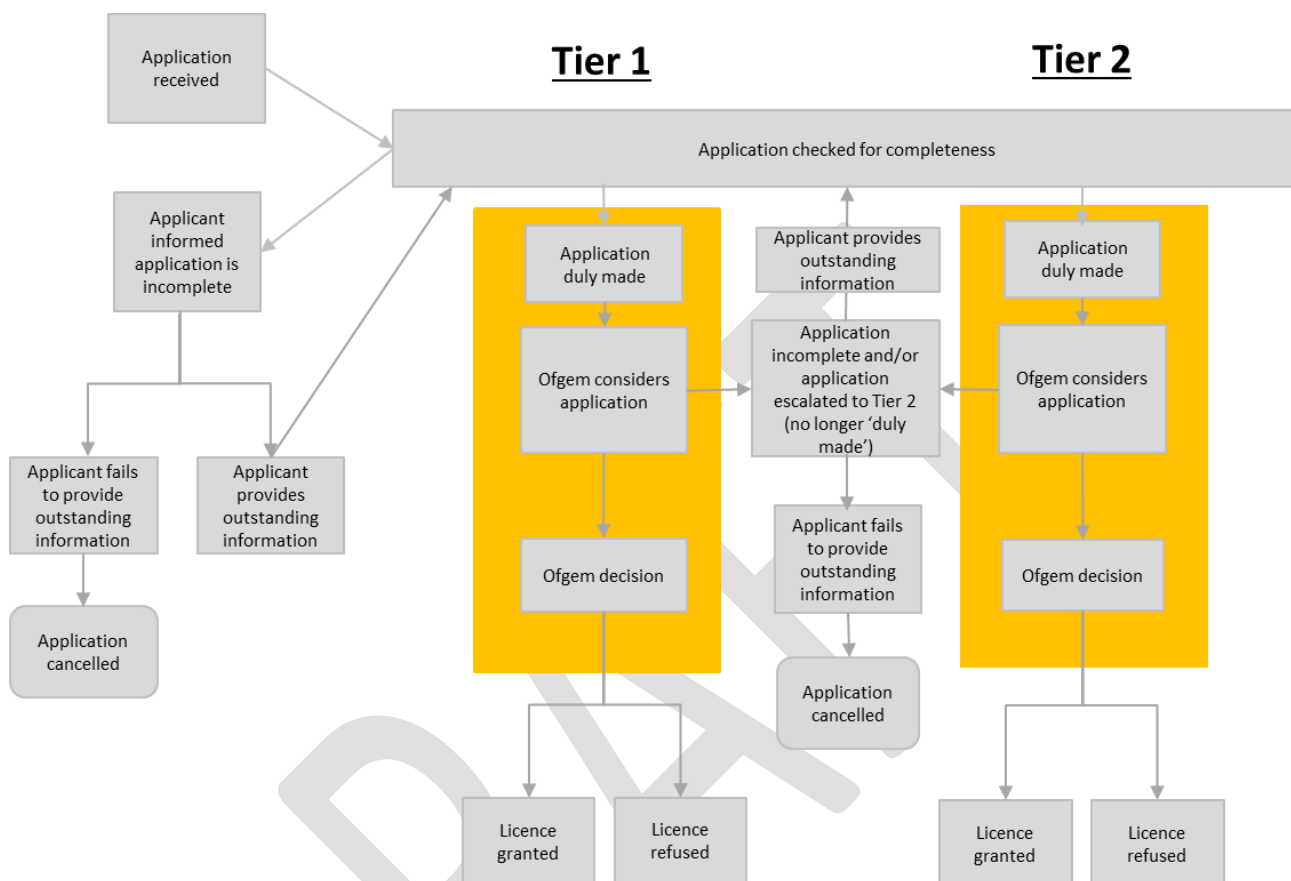 Application
received
Tier 1
Tier 2
Application checked for completeness
Applicant
informed
application is
incomplete
Applicant fails
to provide
outstanding
information
Applicant
provides
outstanding
information
Application
cancelled
Application
duly made
Ofgem considers
application
Ofgem decision
Licence
granted
Licence
refused
Applicant provides
outstanding
information
Application
incomplete and/or
application
escalated to Tier 2
(no longer ‘duly
made’)
Applicant fails
to provide
outstanding
information
Application
cancelled
Application
duly made
Ofgem considers
application
Ofgem decision
Licence
granted
Licence
refused
DRAFT